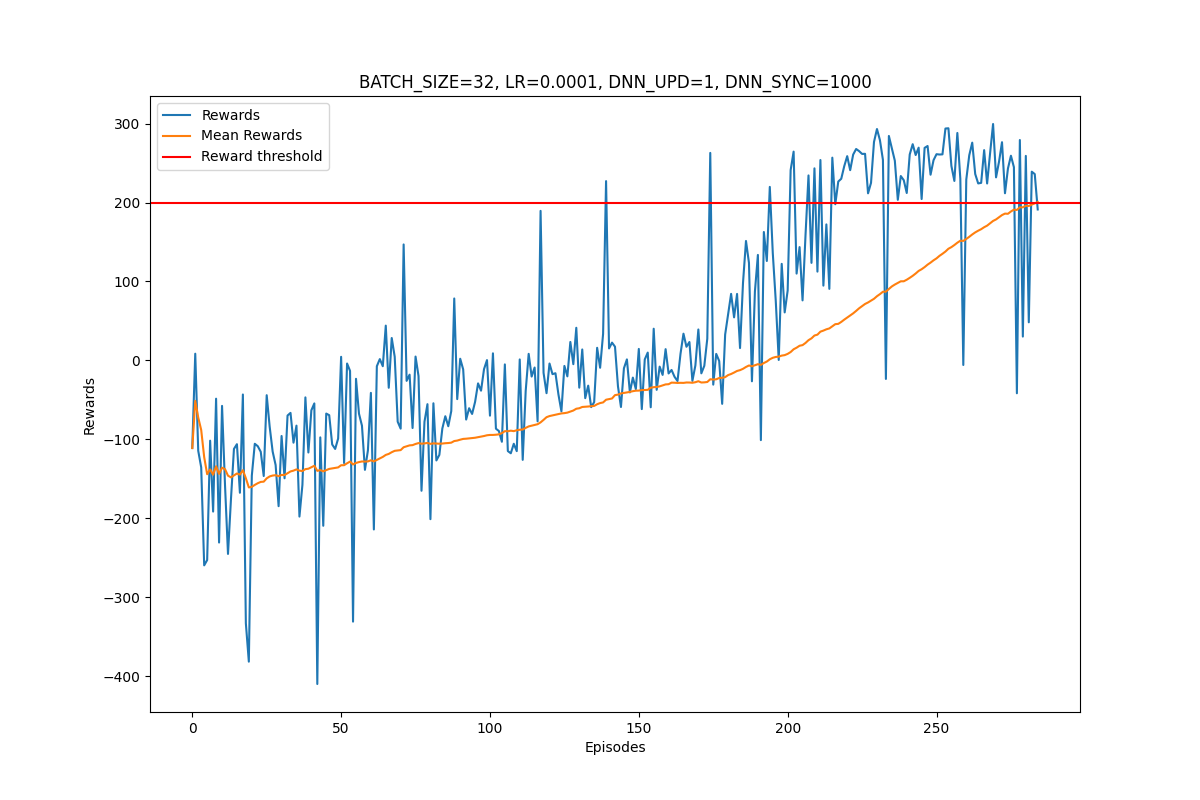 BATCH_SIZE=32, LR=0.0001, DNN_UPD=1, DNN_SYNC=1000
Rewards
Mean Rewards
Reward threshold
300
200
100
0
−100
−200
−300
−400
Rewards
0
50
100
150
200
250
Episodes